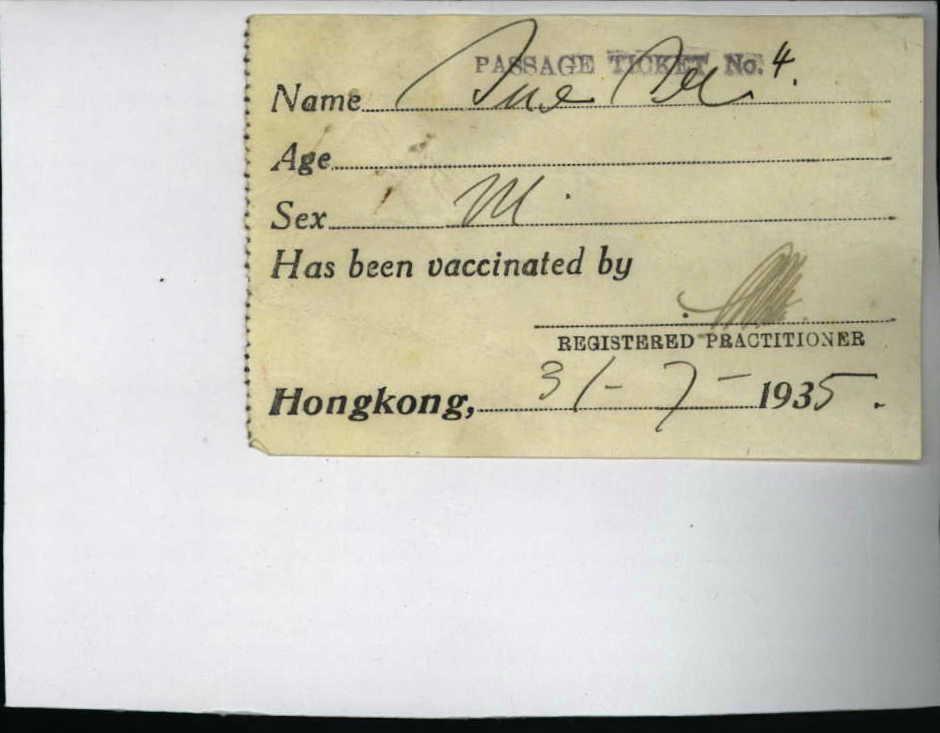 PASSAGE TICKET No. 4.
Name
Age
Sex M.
Has been vaccinated by
REGISTERED PRACTITIONER
Hongkong, 31-7-1935.